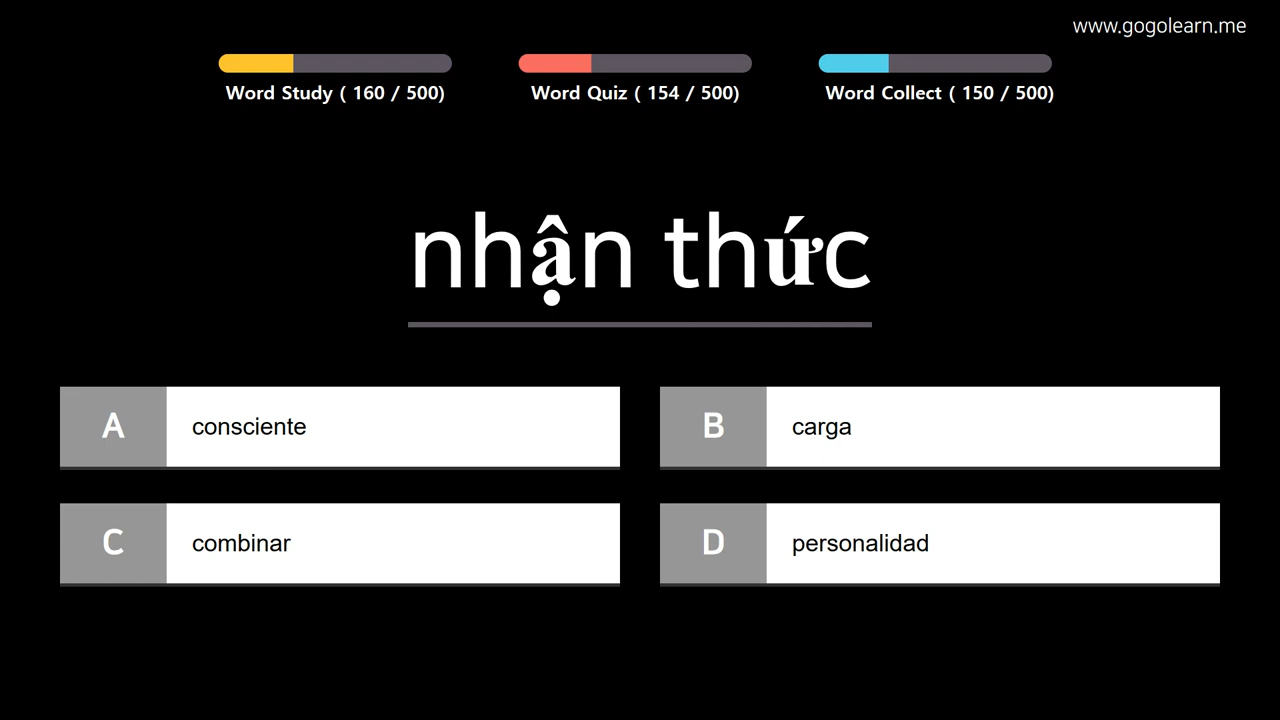 www.gogolearn.me
Word Study ( 160 / 500)
Word Quiz ( 154 / 500)
Word Collect ( 150 / 500)
nhận thức
A consciente
B carga
C combinar
D personalidad